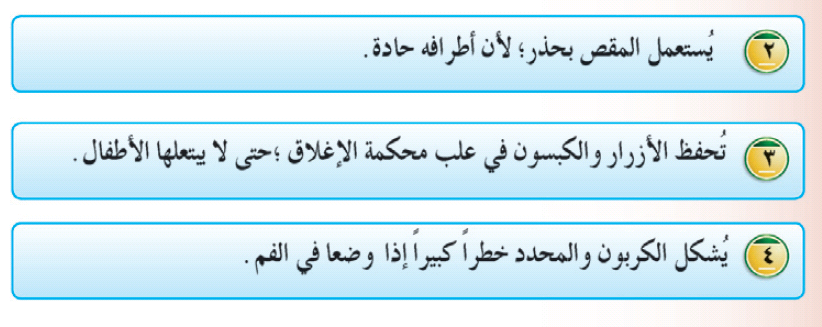 ٢ يُستعمل المقص بحذر؛ لأن أطرافه حادة.
٣ تُحفظ الأزرار والكبسون في علب محكمة الإغلاق ؛حتى لا يبتعلها الأطفال.
٤ يُشكل الكربون والمحدد خطراً كبيراً إذا وضعا في الفم.